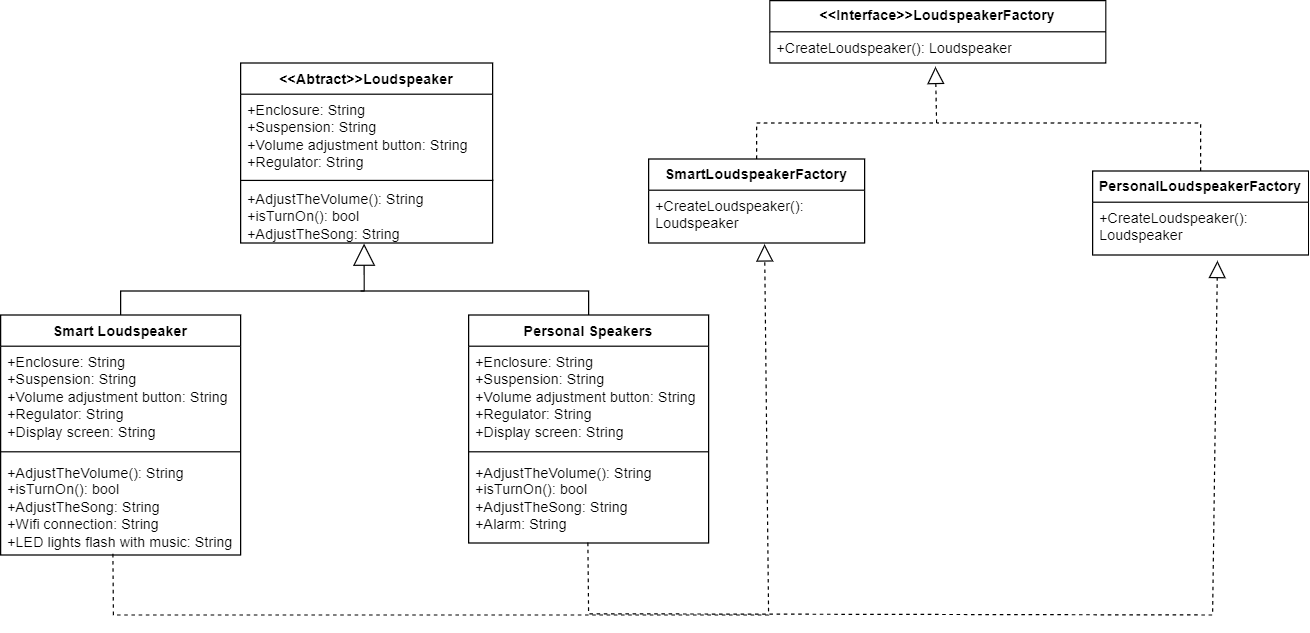 <<Interface>>LoudspeakerFactory
+CreateLoudspeaker(): Loudspeaker
<<Abtract>>Loudspeaker
+Enclosure: String
+Suspension: String
+Volume adjustment button: String
+Regulator: String
+AdjustTheVolume(): String
+isTurnOn(): bool
+AdjustTheSong: String
SmartLoudspeakerFactory
+CreateLoudspeaker():
Loudspeaker
PersonalLoudspeakerFactory
+CreateLoudspeaker():
Loudspeaker
Smart Loudspeaker
+Enclosure: String
+Suspension: String
+Volume adjustment button: String
+Regulator: String
+Display screen: String
+AdjustTheVolume(): String
+isTurnOn(): bool
+AdjustTheSong: String
+Wifi connection: String
+LED lights flash with music: String
Personal Speakers
+Enclosure: String
+Suspension: String
+Volume adjustment button: String
+Regulator: String
+Display screen: String
+AdjustTheVolume(): String
+isTurnOn(): bool
+AdjustTheSong: String
+Alarm: String